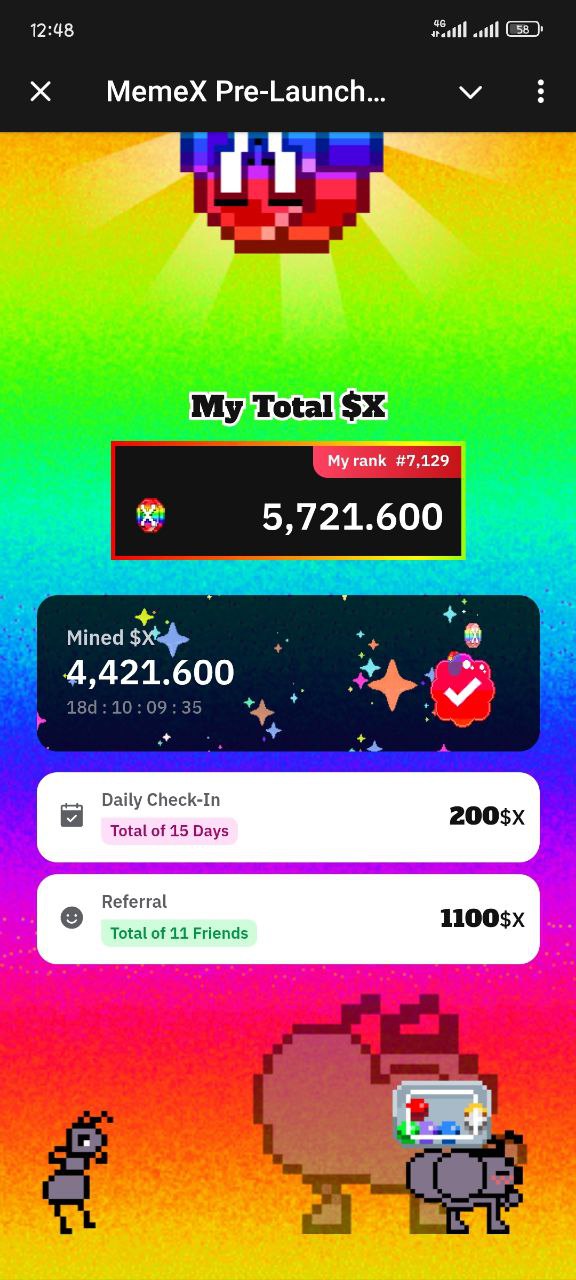 12:48
4G
58
MemeX Pre-Launch...
My Total $X
My rank #7,129
X
5,721.600
Mined $X
4,421.600
18d : 10 : 09 : 35
Daily Check-In
Total of 15 Days
200$X
Referral
Total of 11 Friends
1100$X